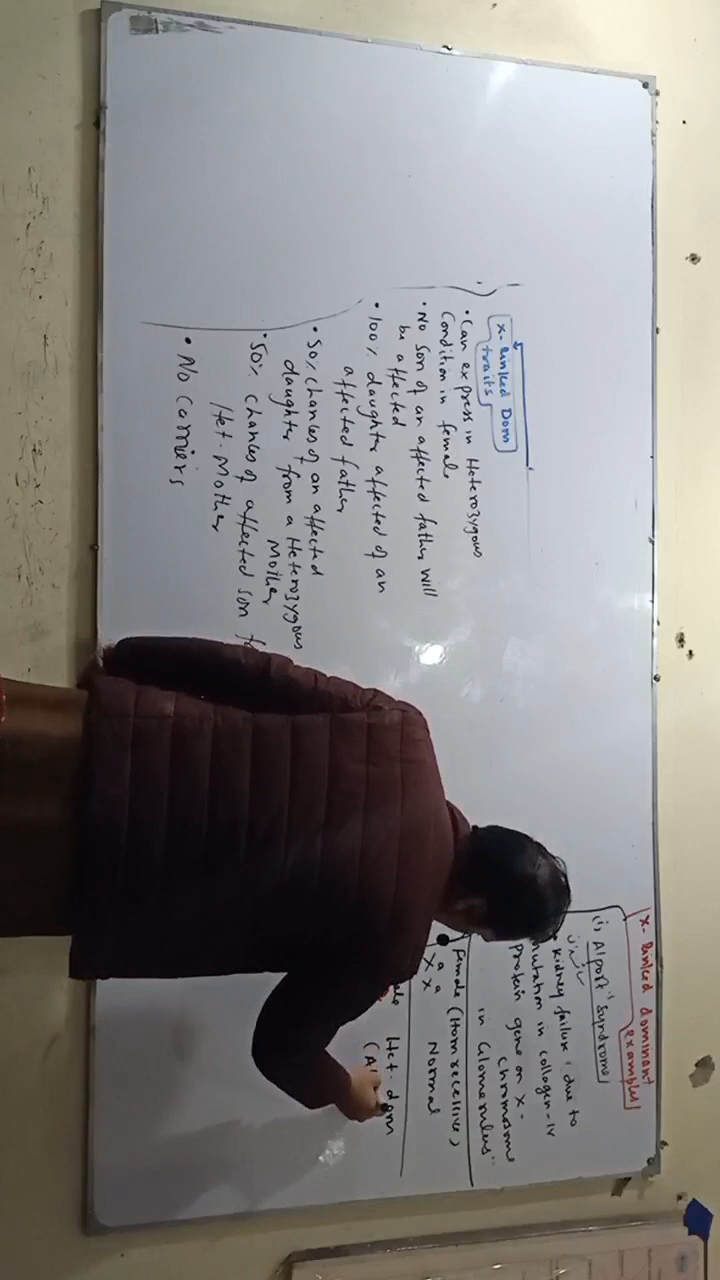 X-linked Dom
traits
• Can express in Heterozygous
Condition in female
• No Son of an affected father will
be affected
• 100% daughter affected of an
affected father
• 50% chances of an affected
daughter from a Heterozygous
Mother
• 50% chances of affected son
Het. Mother
• No Carriers
X-linked dominant
examples
Alport's Syndrome
• Kidney failure due to
mutation in collagen-IV
protein gene on X-
chromosome
in Glomerulus
Female (Hom recessive)
X^a X^a Normal
Het. dom
(A